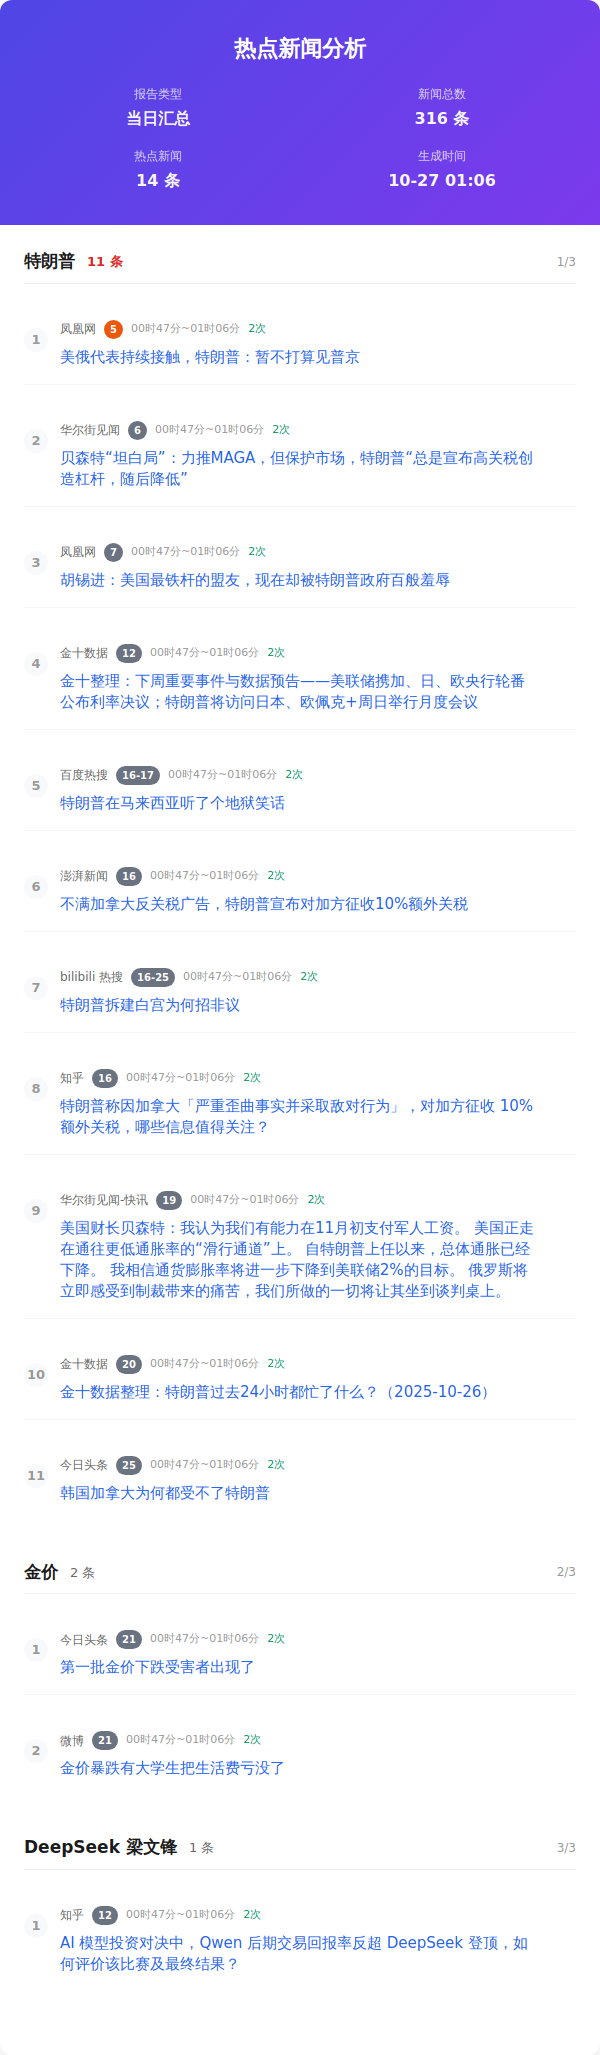 热点新闻分析
报告类型
当日汇总
新闻总数
316 条
热点新闻
14 条
生成时间
10-27 01:06
特朗普 11 条 1/3
1
凤凰网 5 00时47分~01时06分 2次
美俄代表持续接触，特朗普：暂不打算见普京
2
华尔街见闻 6 00时47分~01时06分 2次
贝森特“坦白局”：力推MAGA，但保护市场，特朗普“总是宣布高关税创
造杠杆，随后降低”
3
凤凰网 7 00时47分~01时06分 2次
胡锡进：美国最铁杆的盟友，现在却被特朗普政府百般羞辱
4
金十数据 12 00时47分~01时06分 2次
金十整理：下周重要事件与数据预告——美联储携加、日、欧央行轮番
公布利率决议；特朗普将访问日本、欧佩克+周日举行月度会议
5
百度热搜 16-17 00时47分~01时06分 2次
特朗普在马来西亚听了个地狱笑话
6
澎湃新闻 16 00时47分~01时06分 2次
不满加拿大反关税广告，特朗普宣布对加方征收10%额外关税
7
bilibili 热搜 16-25 00时47分~01时06分 2次
特朗普拆建白宫为何招非议
8
知乎 16 00时47分~01时06分 2次
特朗普称因加拿大「严重歪曲事实并采取敌对行为」，对加方征收 10%
额外关税，哪些信息值得关注？
9
华尔街见闻-快讯 19 00时47分~01时06分 2次
美国财长贝森特：我认为我们有能力在11月初支付军人工资。 美国正走
在通往更低通胀率的“滑行通道”上。 自特朗普上任以来，总体通胀已经
下降。 我相信通货膨胀率将进一步下降到美联储2%的目标。 俄罗斯将
立即感受到制裁带来的痛苦，我们所做的一切将让其坐到谈判桌上。
10
金十数据 20 00时47分~01时06分 2次
金十数据整理：特朗普过去24小时都忙了什么？（2025-10-26）
11
今日头条 25 00时47分~01时06分 2次
韩国加拿大为何都受不了特朗普
金价 2 条 2/3
1
今日头条 21 00时47分~01时06分 2次
第一批金价下跌受害者出现了
2
微博 21 00时47分~01时06分 2次
金价暴跌有大学生把生活费亏没了
DeepSeek 梁文锋 1 条 3/3
1
知乎 12 00时47分~01时06分 2次
AI 模型投资对决中，Qwen 后期交易回报率反超 DeepSeek 登顶，如
何评价该比赛及最终结果？